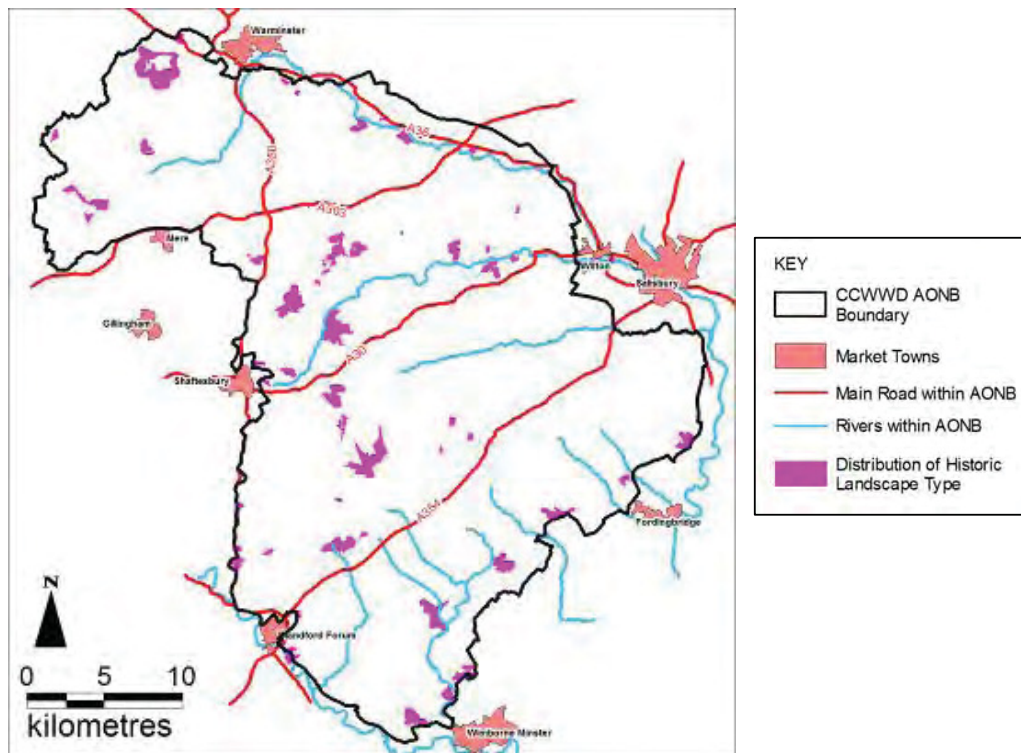 Warminster
A36
A350
A303
Mere
Wilton
Salisbury
Gillingham
A30
Shaftesbury
A354
Fordingbridge
N
Blandford Forum
Wimborne Minster
0 5 10
kilometres
KEY
CCWWD AONB
Boundary
Market Towns
Main Road within AONB
Rivers within AONB
Distribution of Historic
Landscape Type